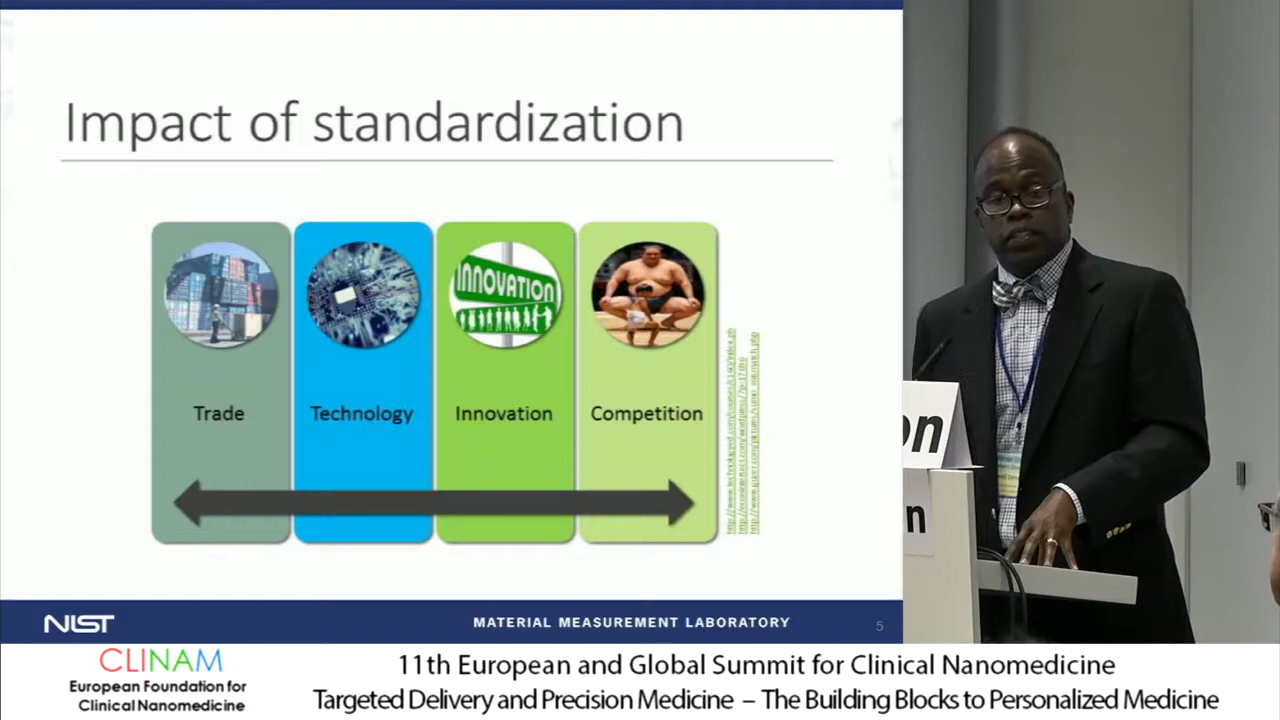 Impact of standardization
INNOVATION
Trade
Technology
Innovation
Competition
NIST
MATERIAL MEASUREMENT LABORATORY
5
on
n
CLINAM
European Foundation for
Clinical Nanomedicine
11th European and Global Summit for Clinical Nanomedicine
Targeted Delivery and Precision Medicine – The Building Blocks to Personalized Medicine